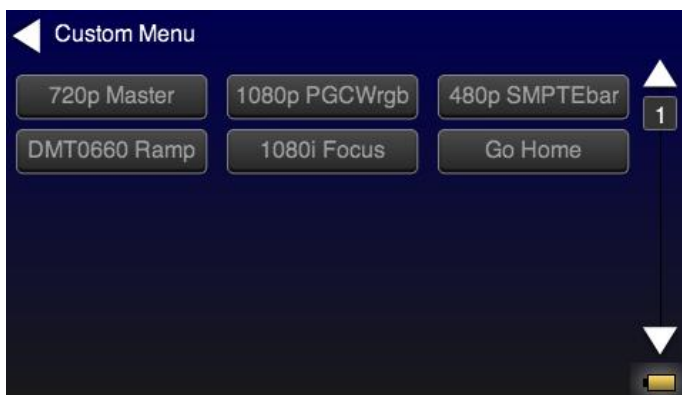 Custom Menu
720p Master 1080p PGCWrgb 480p SMPTEbar
1
DMT0660 Ramp 1080i Focus Go Home